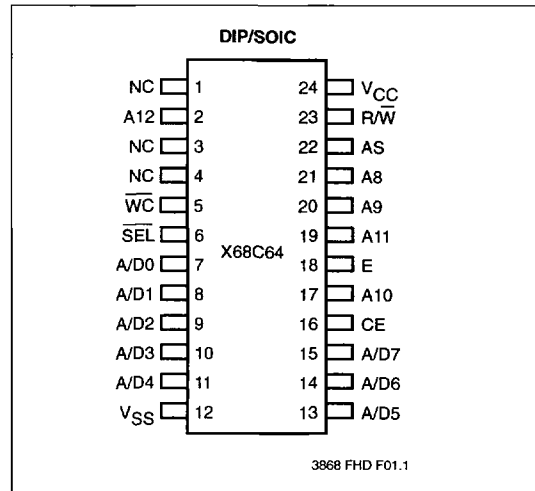 DIP/SOIC
NC 1 24 VCC
A12 2 23 R/W̅
NC 3 22 AS
NC 4 21 A8
W̅C̅ 5 20 A9
S̅E̅L̅ 6 19 A11
X68C64
A/D0 7 18 E
A/D1 8 17 A10
A/D2 9 16 CE
A/D3 10 15 A/D7
A/D4 11 14 A/D6
VSS 12 13 A/D5
3868 FHD F01.1